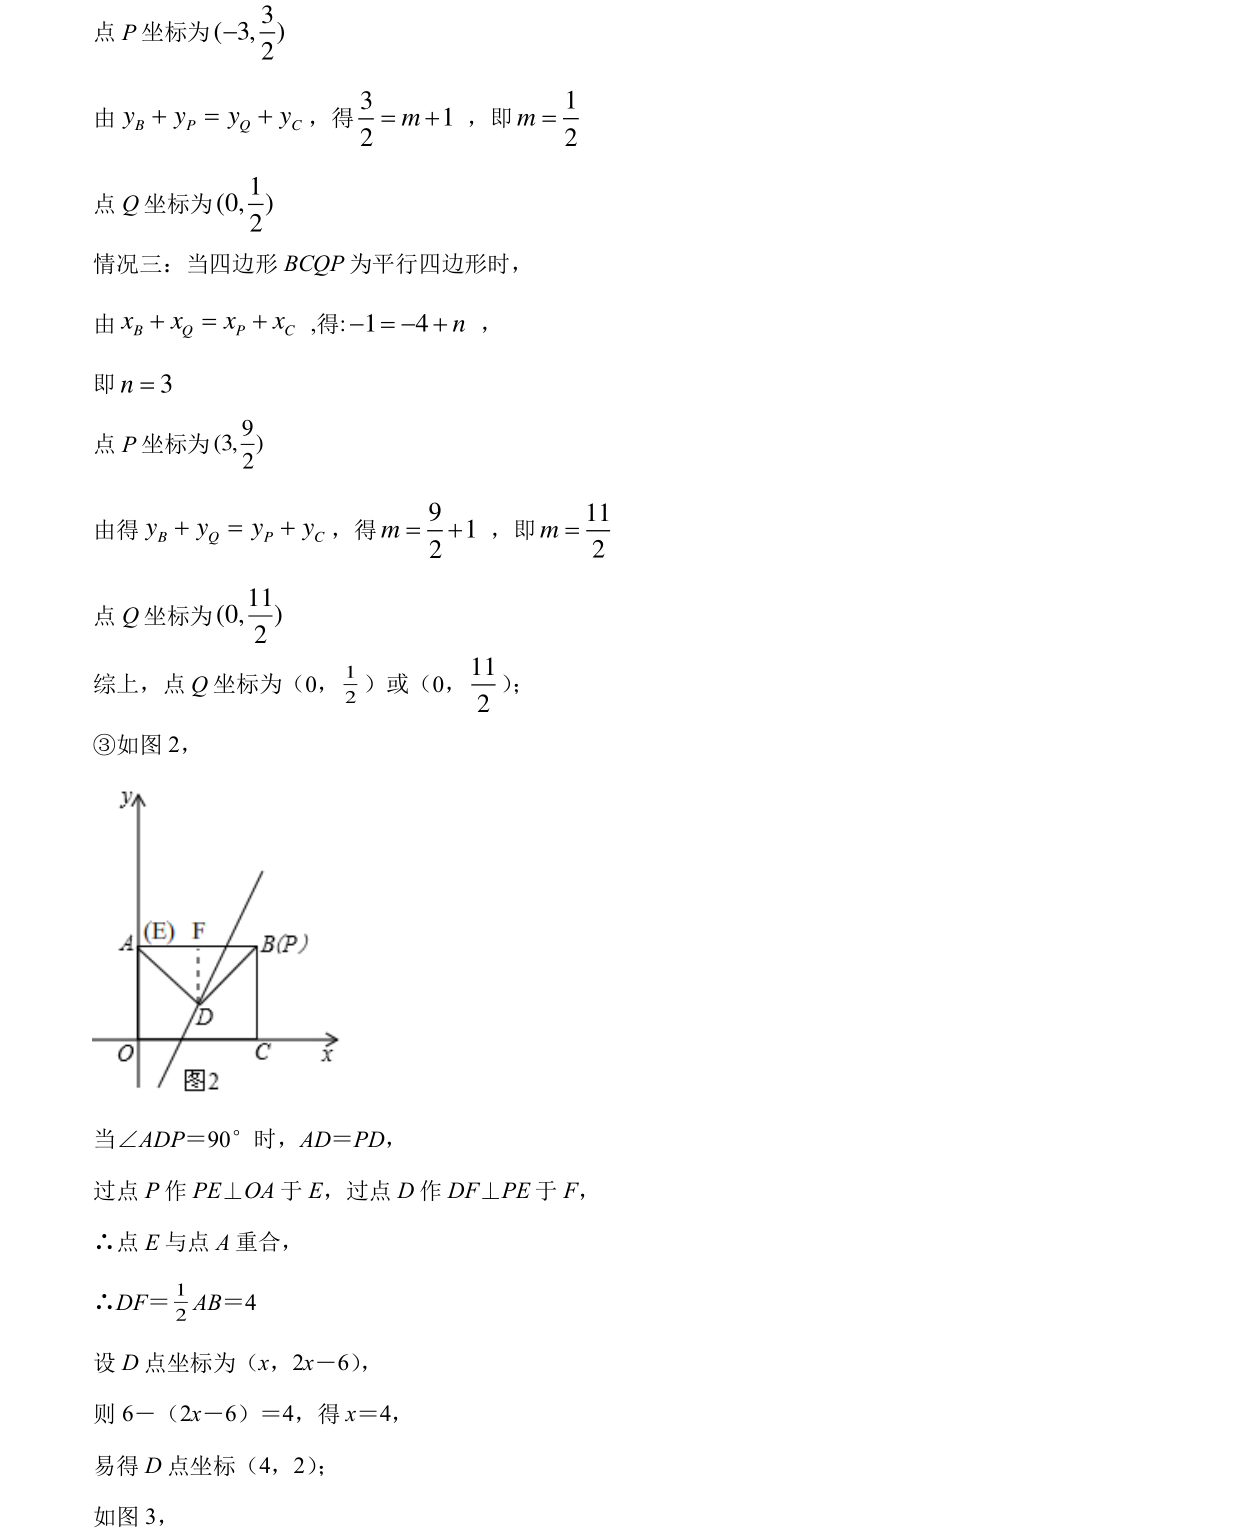 点 P 坐标为(−3,3/2)
由 y_B + y_P = y_Q + y_C，得 3/2 = m+1 ，即 m = 1/2
点 Q 坐标为(0,1/2)
情况三：当四边形 BCQP 为平行四边形时，
由 x_B + x_Q = x_P + x_C ,得:−1 = −4 + n ，
即 n = 3
点 P 坐标为(3,9/2)
由得 y_B + y_Q = y_P + y_C，得 m = 9/2 +1 ，即 m = 11/2
点 Q 坐标为(0,11/2)
综上，点 Q 坐标为（0，1/2）或（0，11/2）；
③如图 2，
y
A (E) F B(P)
D
O C x
图2
当∠ADP＝90°时，AD＝PD，
过点 P 作 PE⊥OA 于 E，过点 D 作 DF⊥PE 于 F，
∴点 E 与点 A 重合，
∴DF＝1/2 AB＝4
设 D 点坐标为（x，2x－6），
则 6－（2x－6）＝4，得 x＝4，
易得 D 点坐标（4，2）；
如图 3，